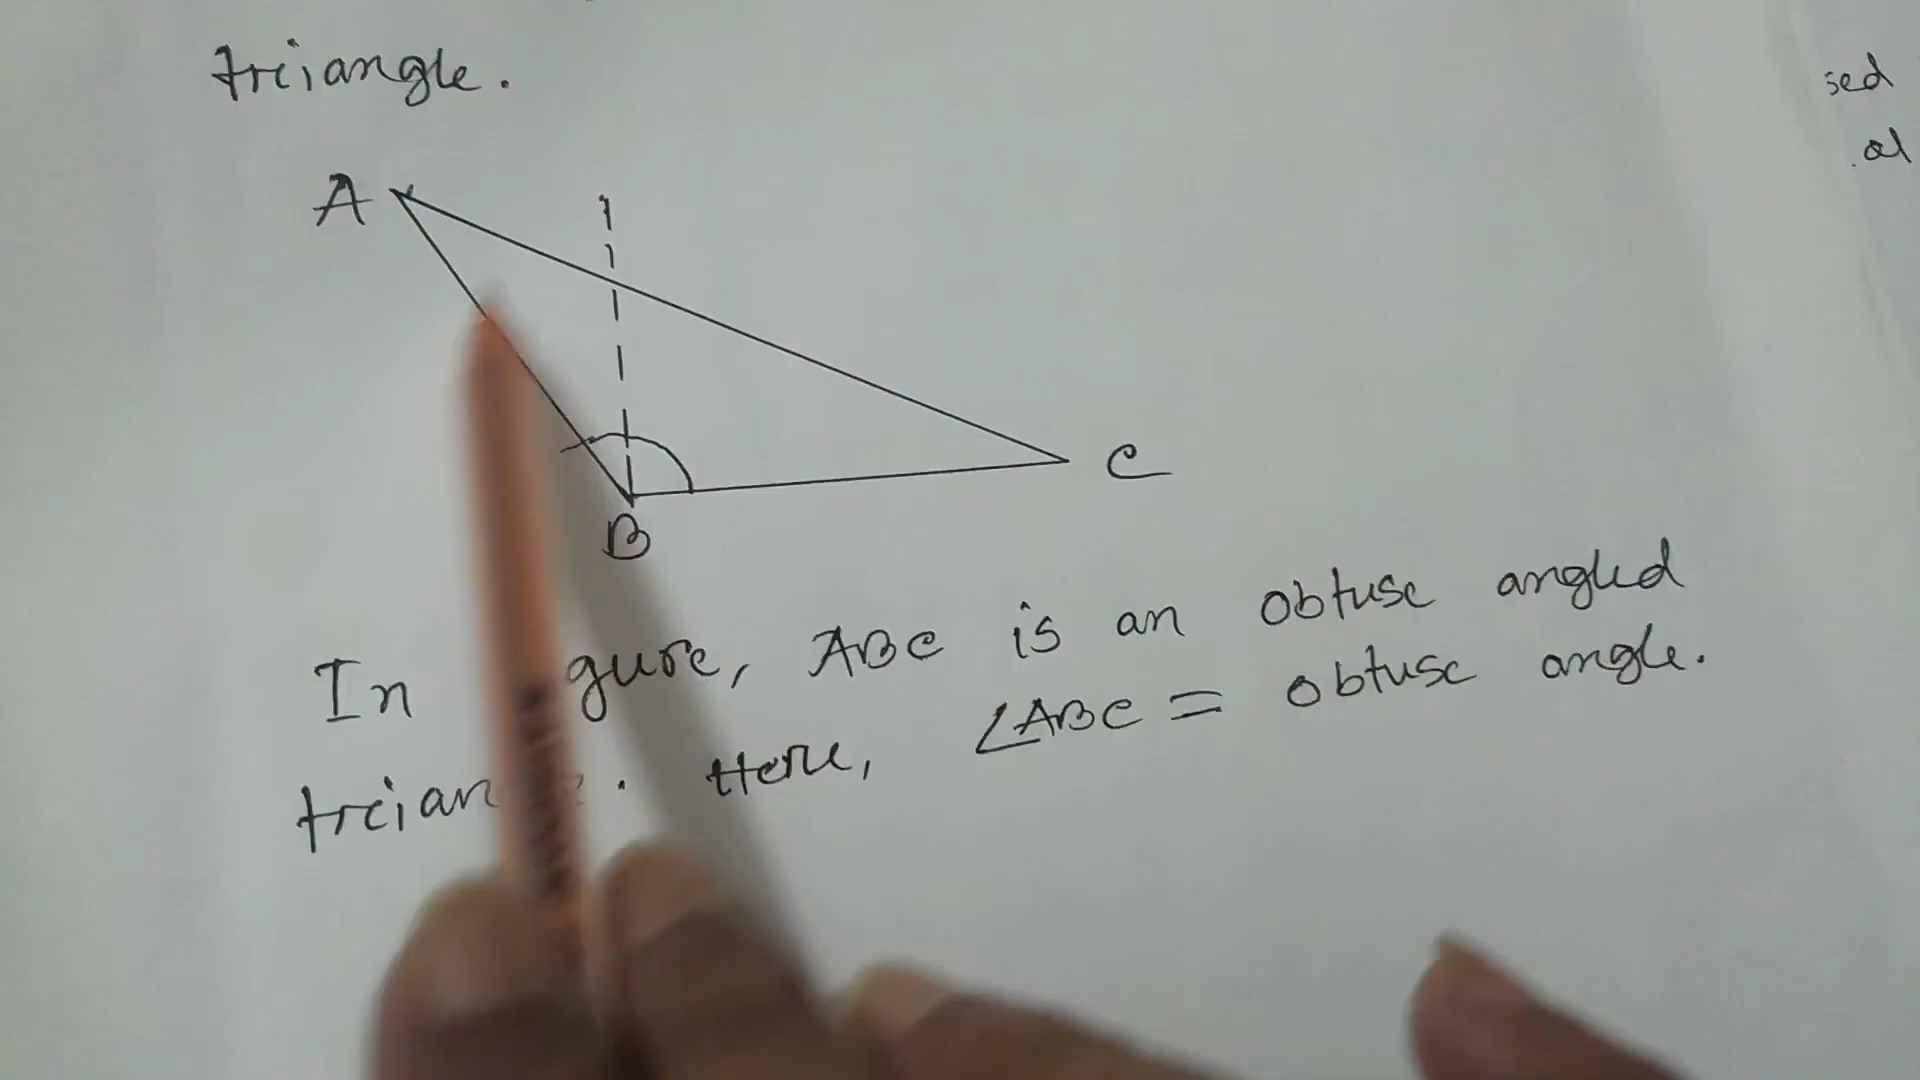 triangle.
sed
al
A
C
B
In gure, ABC is an obtuse angled
trian . Here, ∠ABC = obtuse angle.